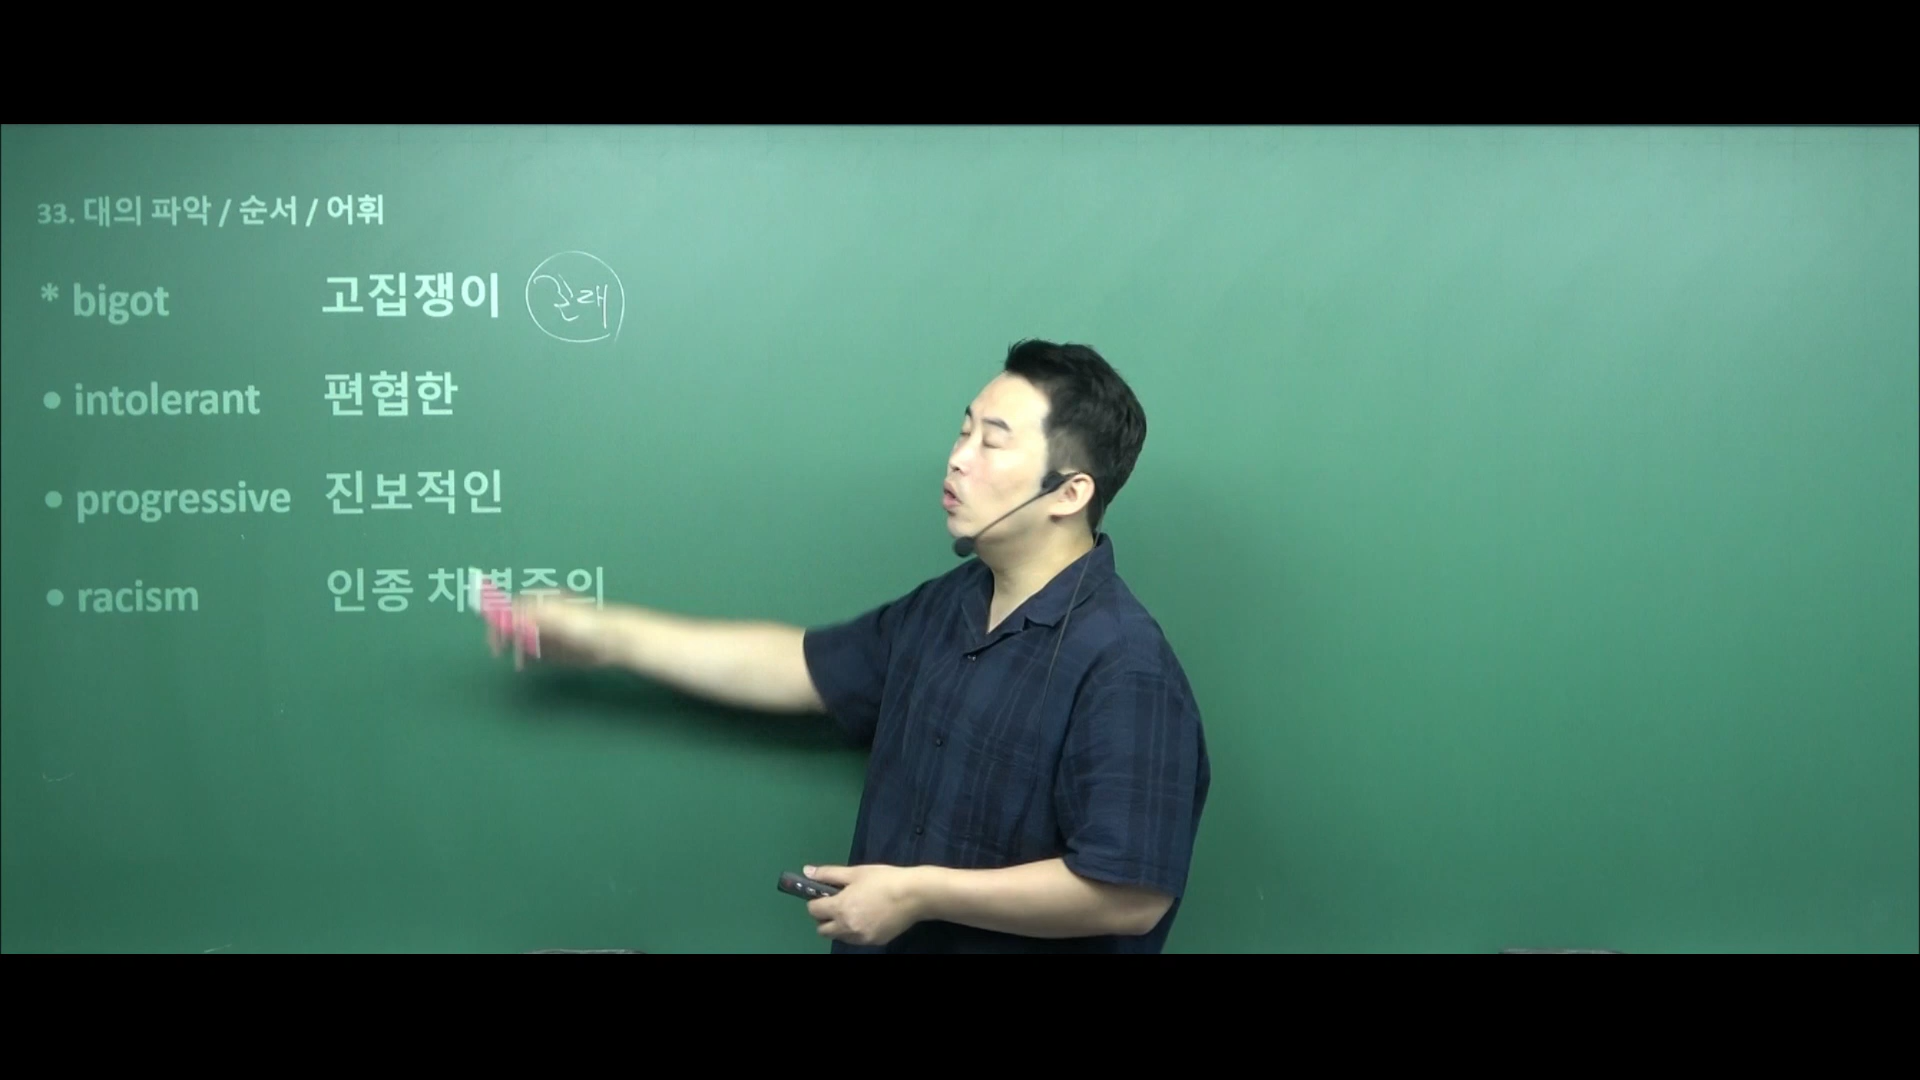 33. 대의 파악 / 순서 / 어휘
* bigot 고집쟁이 꼰대
• intolerant 편협한
• progressive 진보적인
• racism 인종 차별주의